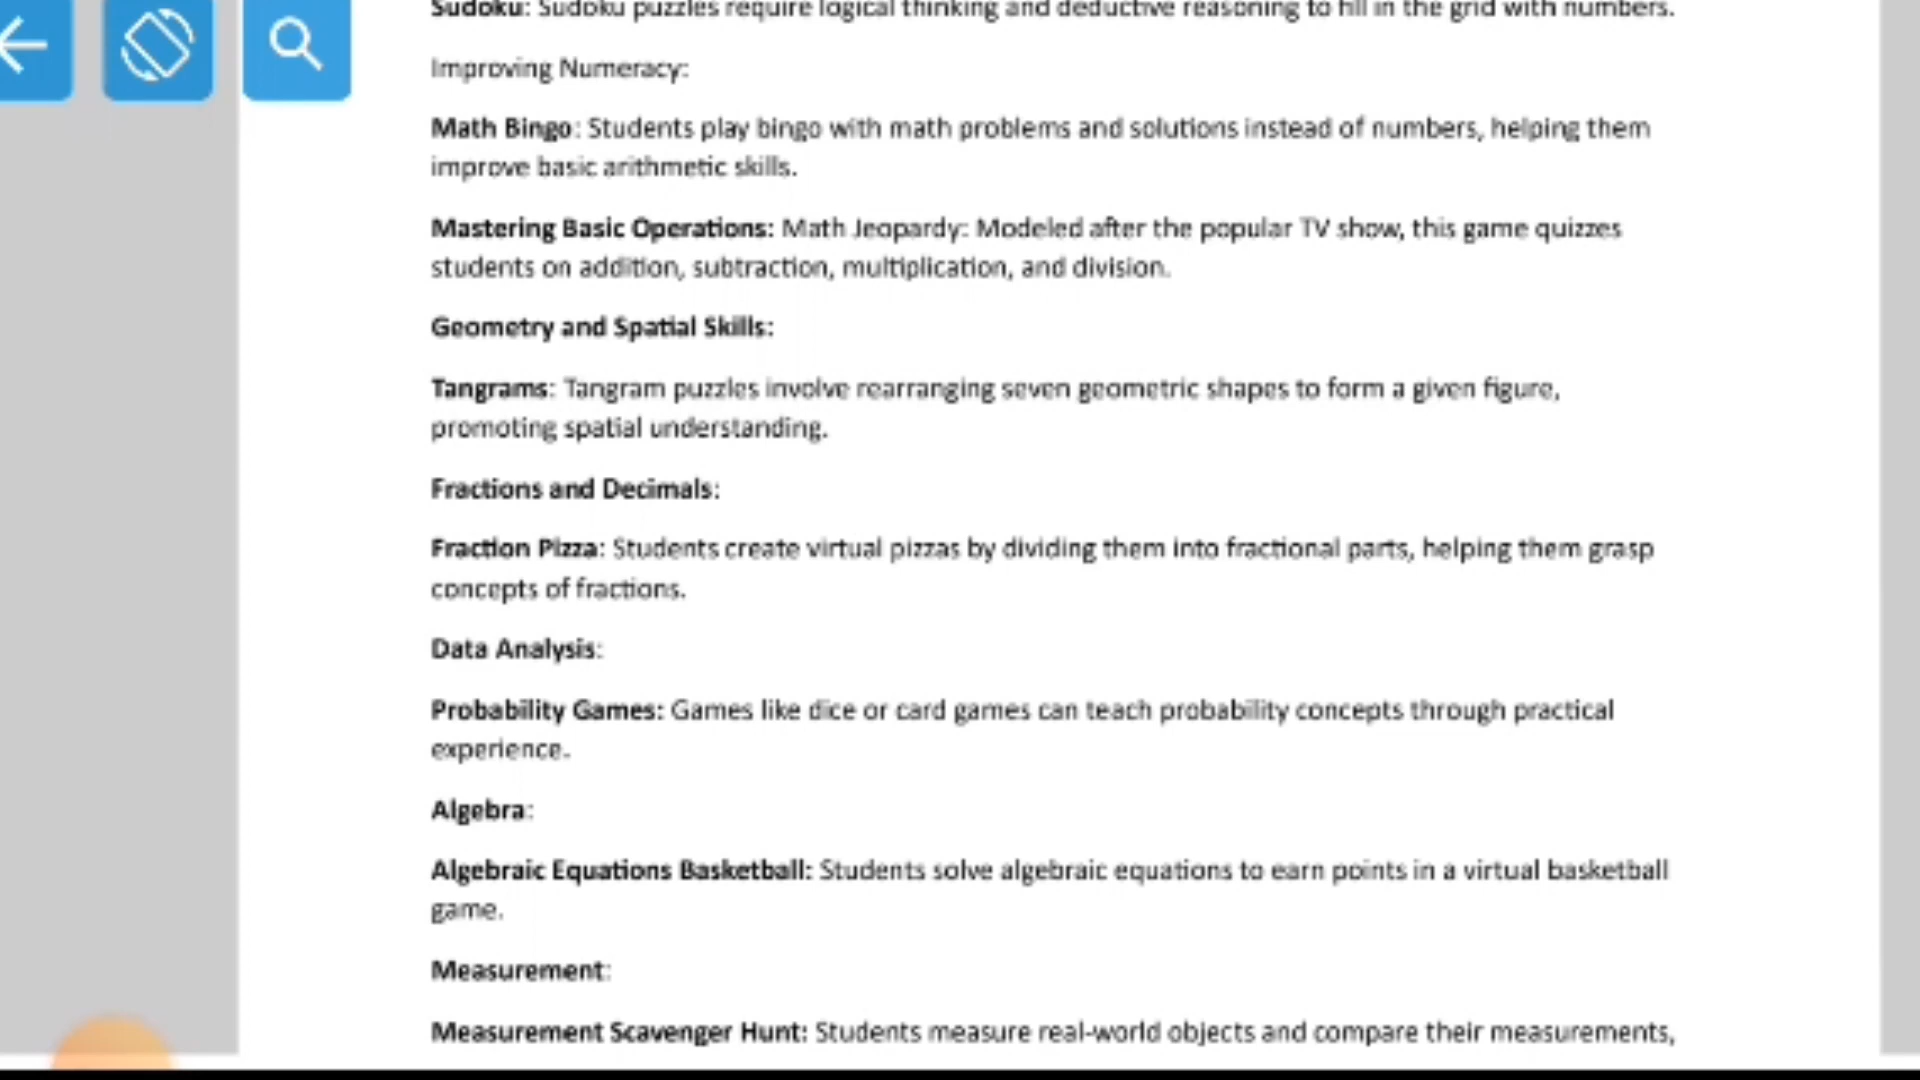 Sudoku: Sudoku puzzles require logical thinking and deductive reasoning to fill in the grid with numbers.
Improving Numeracy:
Math Bingo: Students play bingo with math problems and solutions instead of numbers, helping them
improve basic arithmetic skills.
Mastering Basic Operations: Math Jeopardy: Modeled after the popular TV show, this game quizzes
students on addition, subtraction, multiplication, and division.
Geometry and Spatial Skills:
Tangrams: Tangram puzzles involve rearranging seven geometric shapes to form a given figure,
promoting spatial understanding.
Fractions and Decimals:
Fraction Pizza: Students create virtual pizzas by dividing them into fractional parts, helping them grasp
concepts of fractions.
Data Analysis:
Probability Games: Games like dice or card games can teach probability concepts through practical
experience.
Algebra:
Algebraic Equations Basketball: Students solve algebraic equations to earn points in a virtual basketball
game.
Measurement:
Measurement Scavenger Hunt: Students measure real-world objects and compare their measurements,